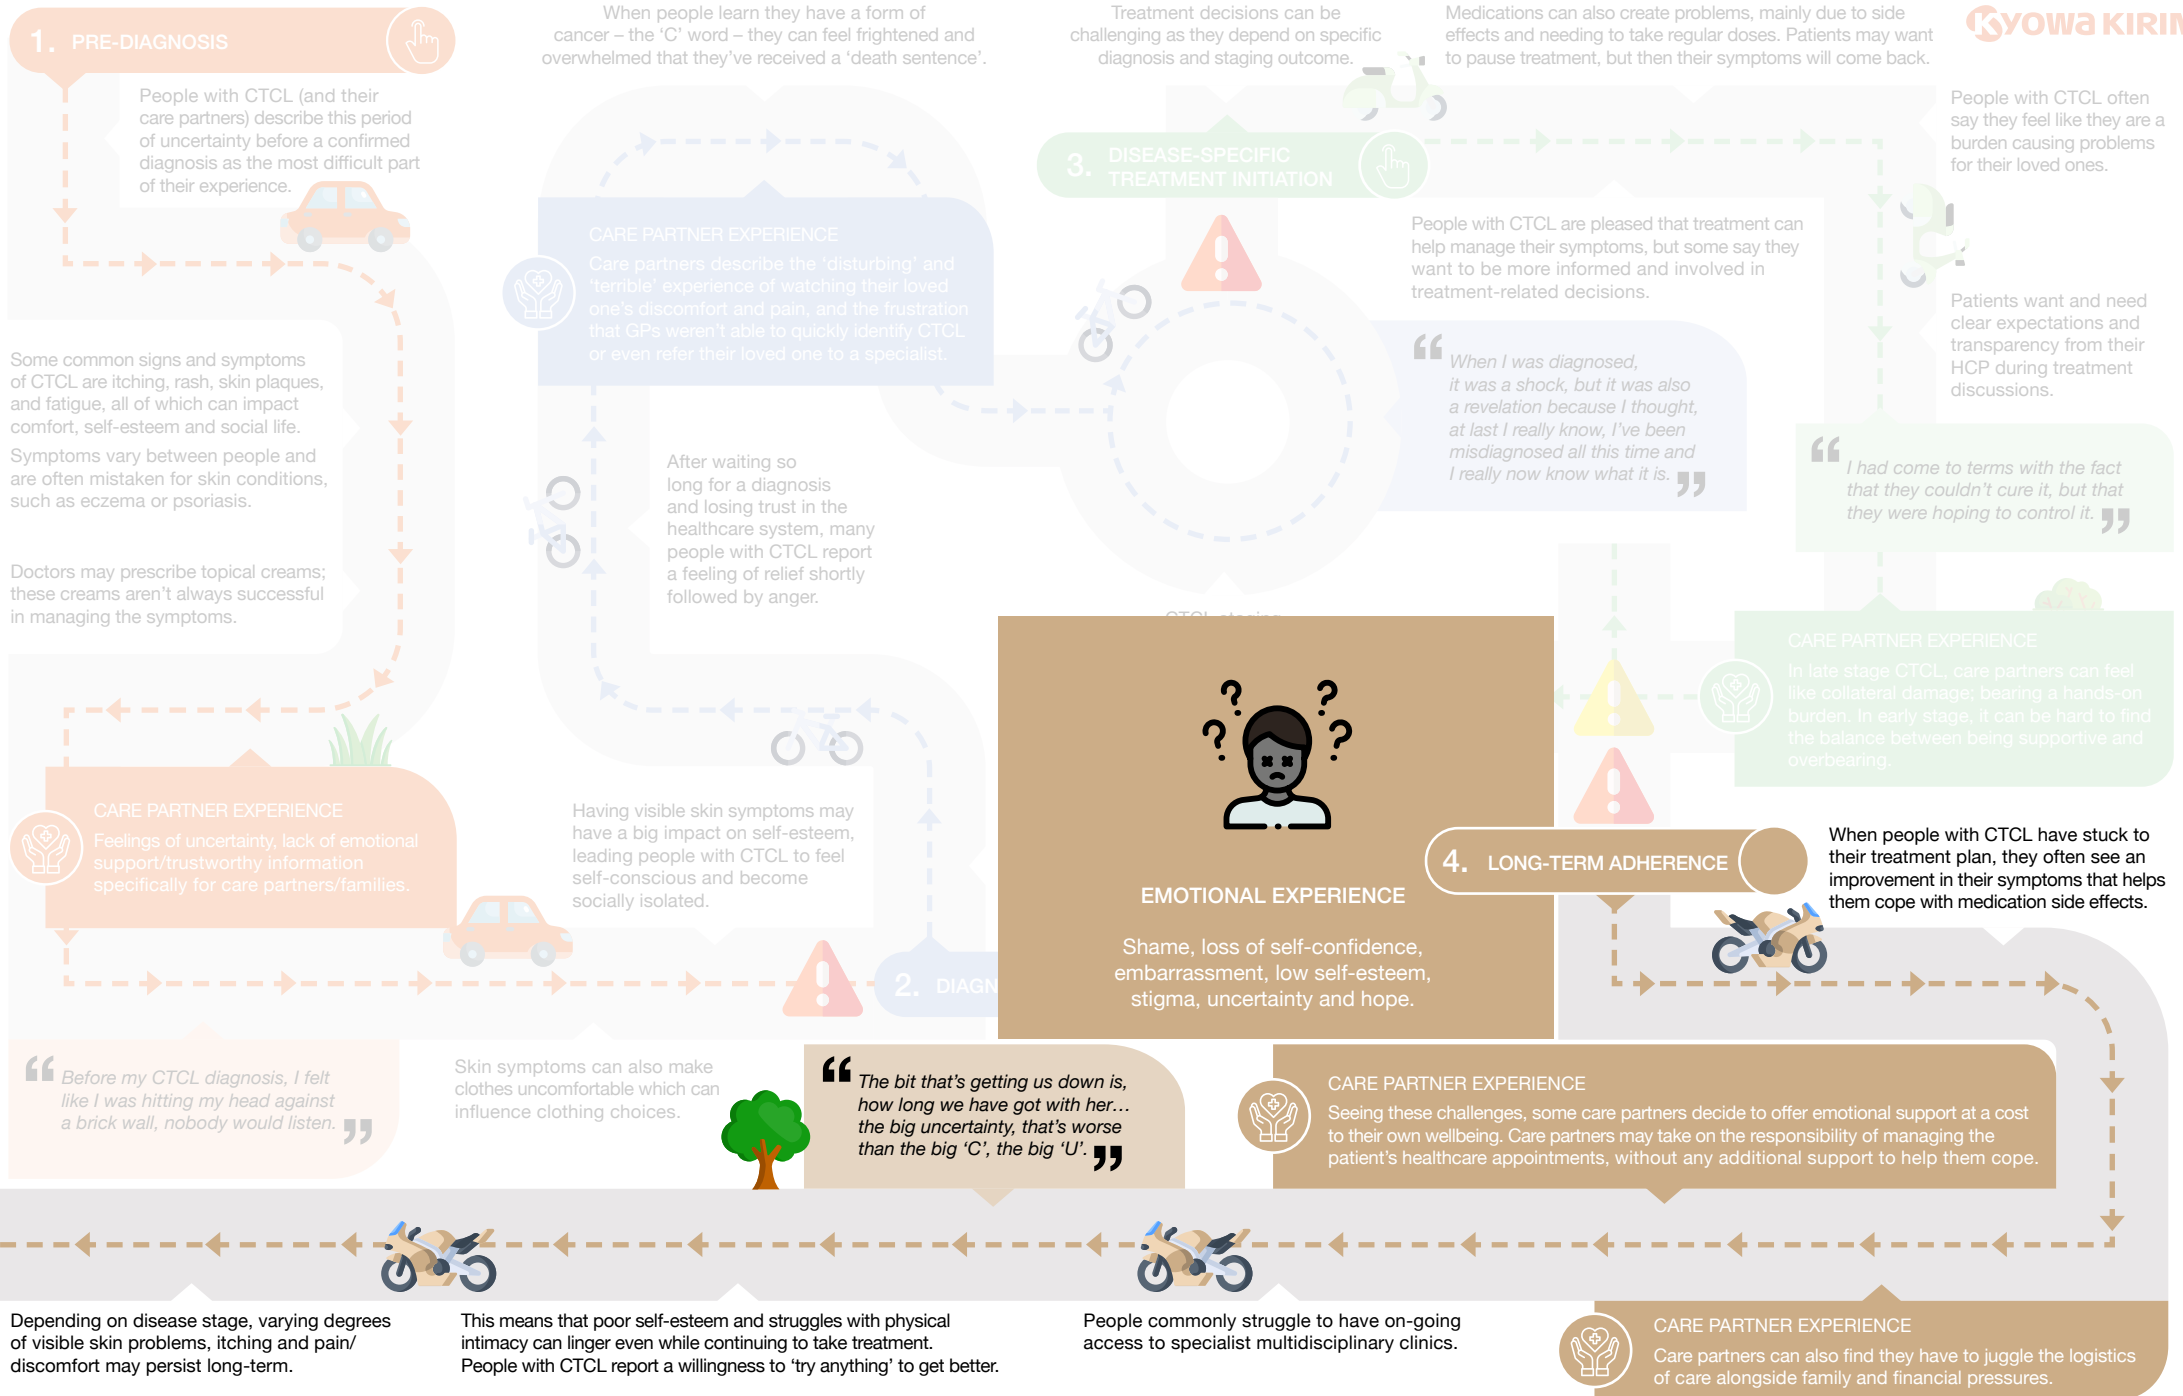 1. PRE-DIAGNOSIS
People with CTCL (and their
care partners) describe this period
of uncertainty before a confirmed
diagnosis as the most difficult part
of their experience.
Some common signs and symptoms
of CTCL are itching, rash, skin plaques,
and fatigue, all of which can impact
comfort, self-esteem and social life.
Symptoms vary between people and
are often mistaken for skin conditions,
such as eczema or psoriasis.
Doctors may prescribe topical creams;
these creams aren't always successful
in managing the symptoms.
CARE PARTNER EXPERIENCE
Feelings of uncertainty, lack of emotional
support/trustworthy information
specifically for care partners/families.
“Before my CTCL diagnosis, I felt
like I was hitting my head against
a brick wall, nobody would listen.”
Skin symptoms can also make
clothes uncomfortable which can
influence clothing choices.
2. DIAGN
Having visible skin symptoms may
have a big impact on self-esteem,
leading people with CTCL to feel
self-conscious and become
socially isolated.
After waiting so
long for a diagnosis
and losing trust in the
healthcare system, many
people with CTCL report
a feeling of relief shortly
followed by anger.
CARE PARTNER EXPERIENCE
Care partners describe the ‘disturbing’ and
‘terrible’ experience of watching their loved
one's discomfort and pain, and the frustration
that GPs weren't able to quickly identify CTCL
or even refer their loved one to a specialist.
When people learn they have a form of
cancer – the ‘C’ word – they can feel frightened and
overwhelmed that they've received a ‘death sentence’.
CTCL staging
“When I was diagnosed,
it was a shock, but it was also
a revelation because I thought,
at last I really know, I've been
misdiagnosed all this time and
I really now know what it is.”
3. DISEASE-SPECIFIC
TREATMENT INITIATION
Treatment decisions can be
challenging as they depend on specific
diagnosis and staging outcome.
People with CTCL are pleased that treatment can
help manage their symptoms, but some say they
want to be more informed and involved in
treatment-related decisions.
Medications can also create problems, mainly due to side
effects and needing to take regular doses. Patients may want
to pause treatment, but then their symptoms will come back.
KYOWA KIRIN
People with CTCL often
say they feel like they are a
burden causing problems
for their loved ones.
Patients want and need
clear expectations and
transparency from their
HCP during treatment
discussions.
“I had come to terms with the fact
that they couldn't cure it, but that
they were hoping to control it.”
CARE PARTNER EXPERIENCE
In late stage CTCL, care partners can feel
like collateral damage; bearing a hands-on
burden. In early stage, it can be hard to find
the balance between being supportive and
overbearing.
EMOTIONAL EXPERIENCE
Shame, loss of self-confidence,
embarrassment, low self-esteem,
stigma, uncertainty and hope.
4. LONG-TERM ADHERENCE
When people with CTCL have stuck to
their treatment plan, they often see an
improvement in their symptoms that helps
them cope with medication side effects.
CARE PARTNER EXPERIENCE
Seeing these challenges, some care partners decide to offer emotional support at a cost
to their own wellbeing. Care partners may take on the responsibility of managing the
patient's healthcare appointments, without any additional support to help them cope.
“The bit that's getting us down is,
how long we have got with her…
the big uncertainty, that's worse
than the big ‘C’, the big ‘U’.”
CARE PARTNER EXPERIENCE
Care partners can also find they have to juggle the logistics
of care alongside family and financial pressures.
People commonly struggle to have on-going
access to specialist multidisciplinary clinics.
This means that poor self-esteem and struggles with physical
intimacy can linger even while continuing to take treatment.
People with CTCL report a willingness to ‘try anything’ to get better.
Depending on disease stage, varying degrees
of visible skin problems, itching and pain/
discomfort may persist long-term.